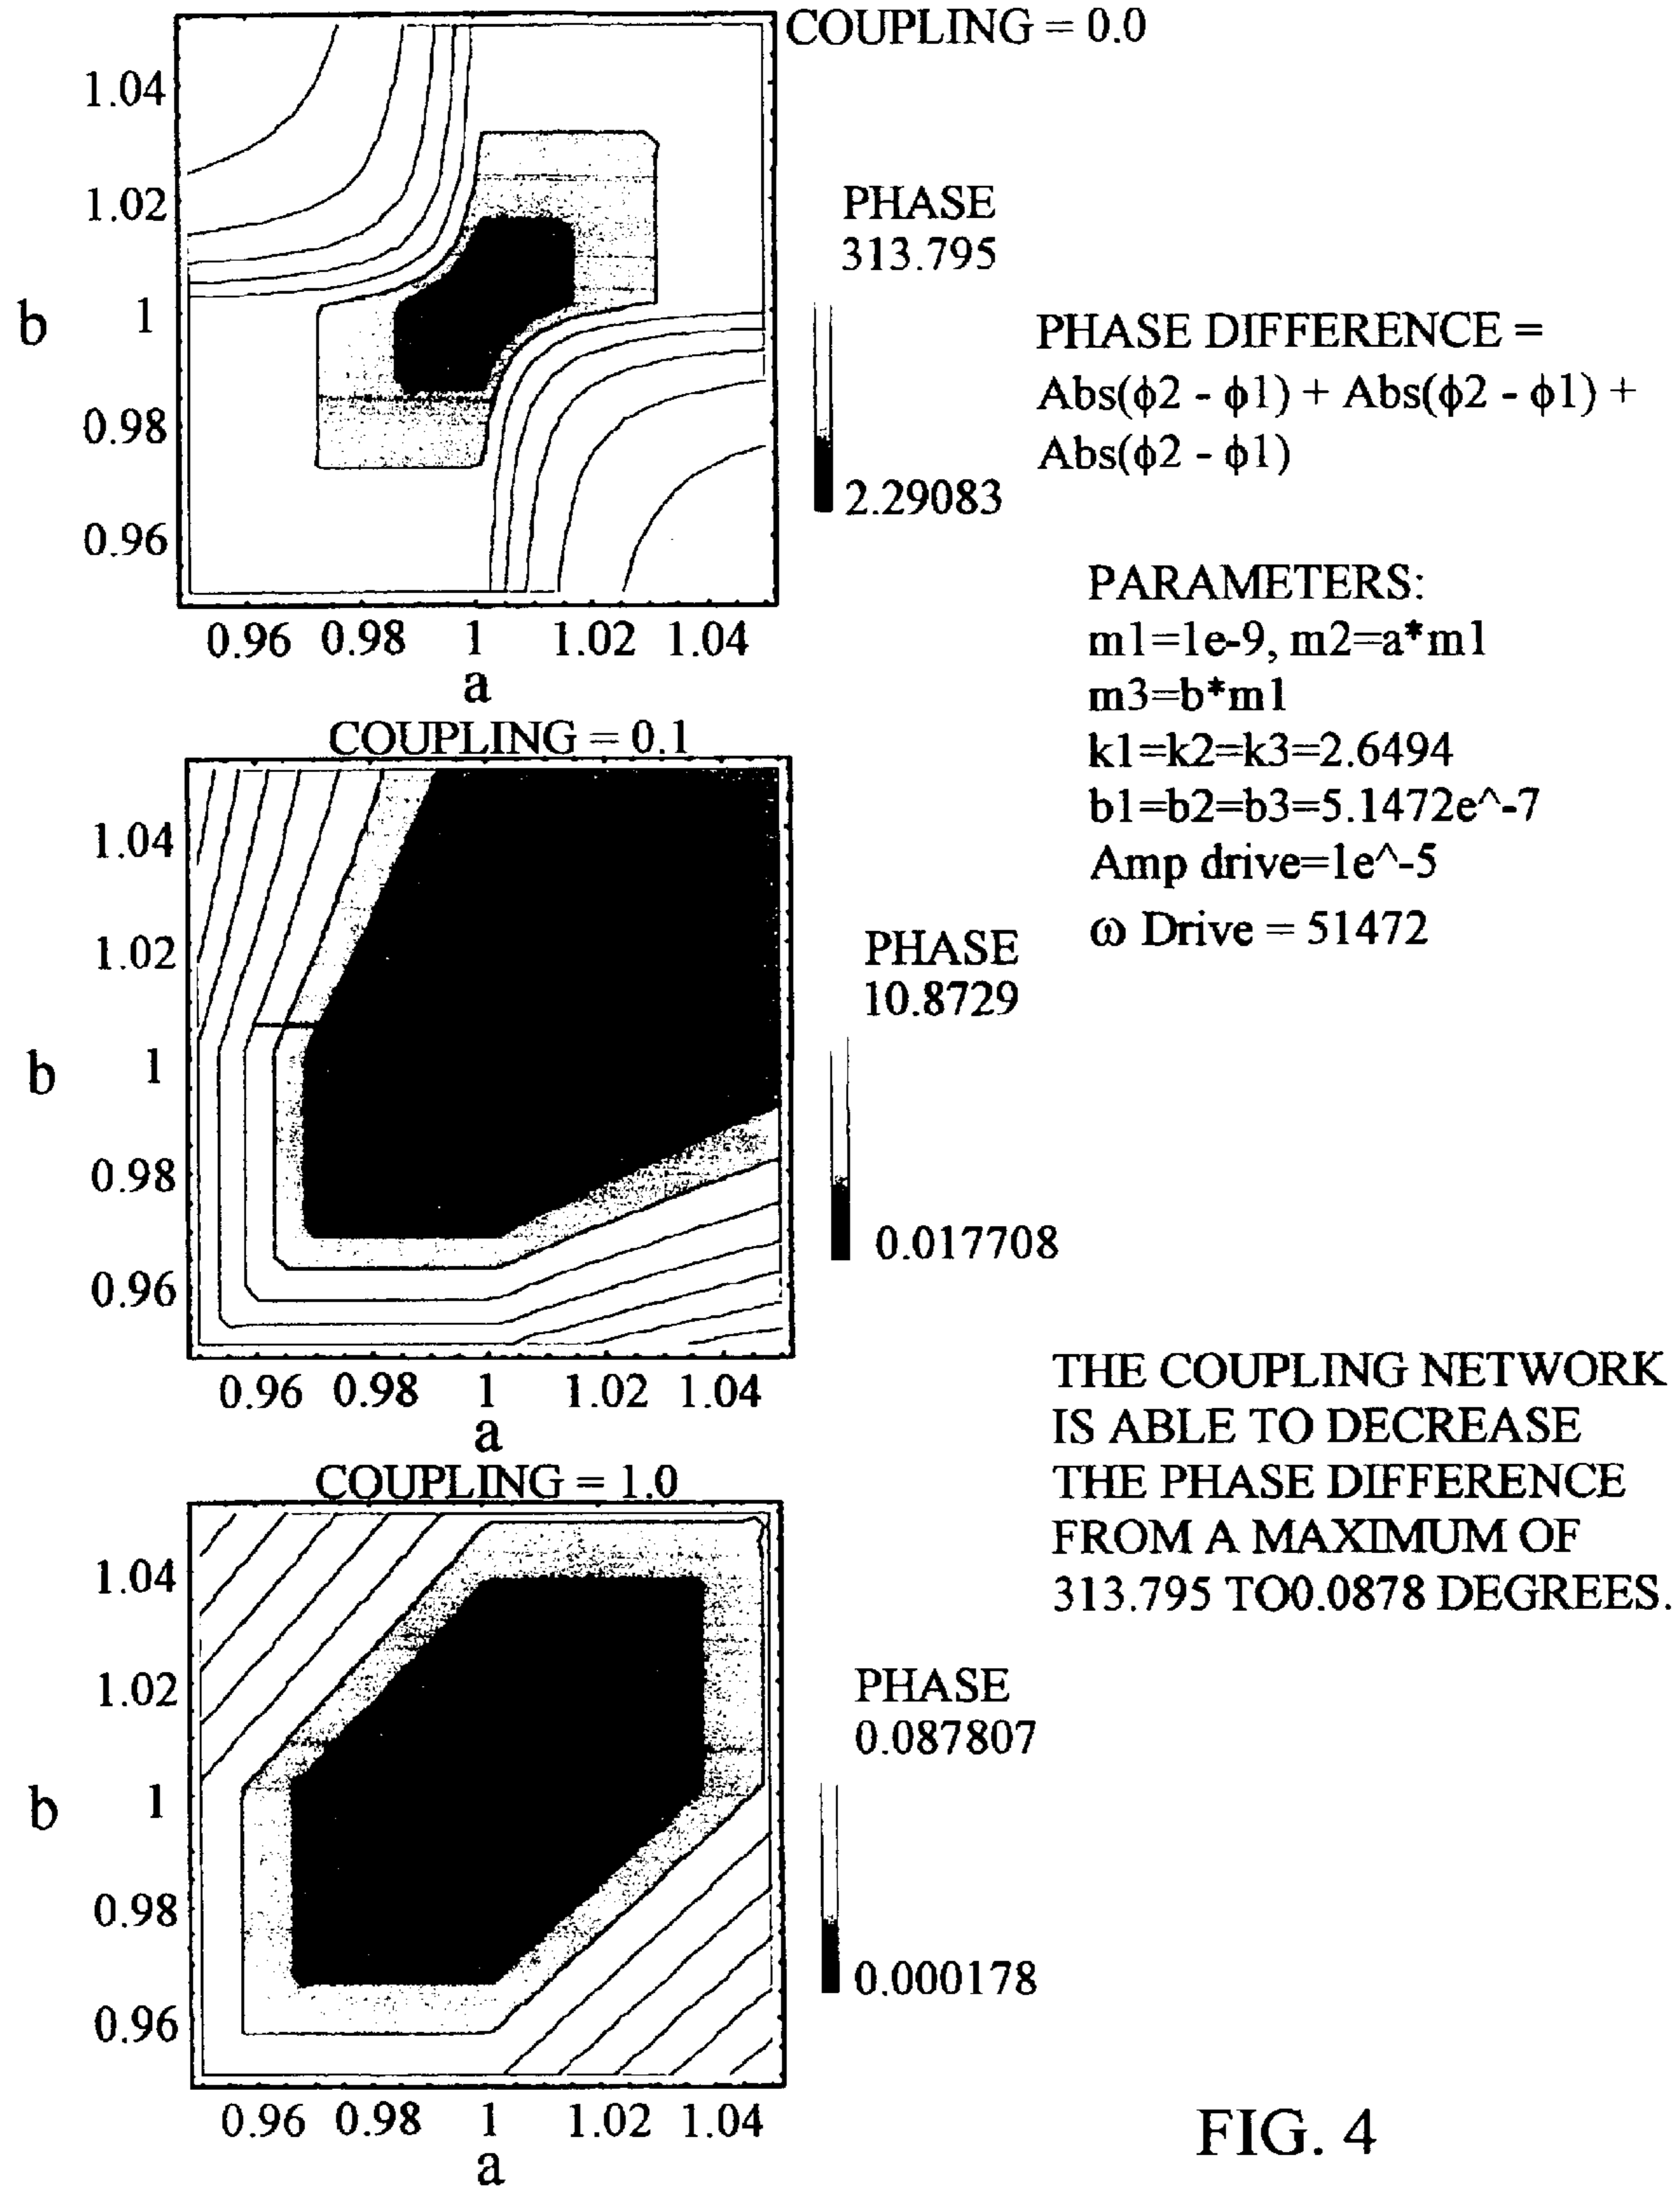 COUPLING = 0.0
1.04
1.02
1
0.98
0.96
b
0.96 0.98 1 1.02 1.04
a
PHASE
313.795
2.29083
PHASE DIFFERENCE =
Abs(ϕ2 - ϕ1) + Abs(ϕ2 - ϕ1) +
Abs(ϕ2 - ϕ1)
PARAMETERS:
m1=1e-9, m2=a*m1
m3=b*m1
k1=k2=k3=2.6494
b1=b2=b3=5.1472e^-7
Amp drive=1e^-5
ω Drive = 51472
COUPLING = 0.1
1.04
1.02
1
0.98
0.96
b
0.96 0.98 1 1.02 1.04
a
PHASE
10.8729
0.017708
THE COUPLING NETWORK
IS ABLE TO DECREASE
THE PHASE DIFFERENCE
FROM A MAXIMUM OF
313.795 TO0.0878 DEGREES.
COUPLING = 1.0
1.04
1.02
1
0.98
0.96
b
0.96 0.98 1 1.02 1.04
a
PHASE
0.087807
0.000178
FIG. 4